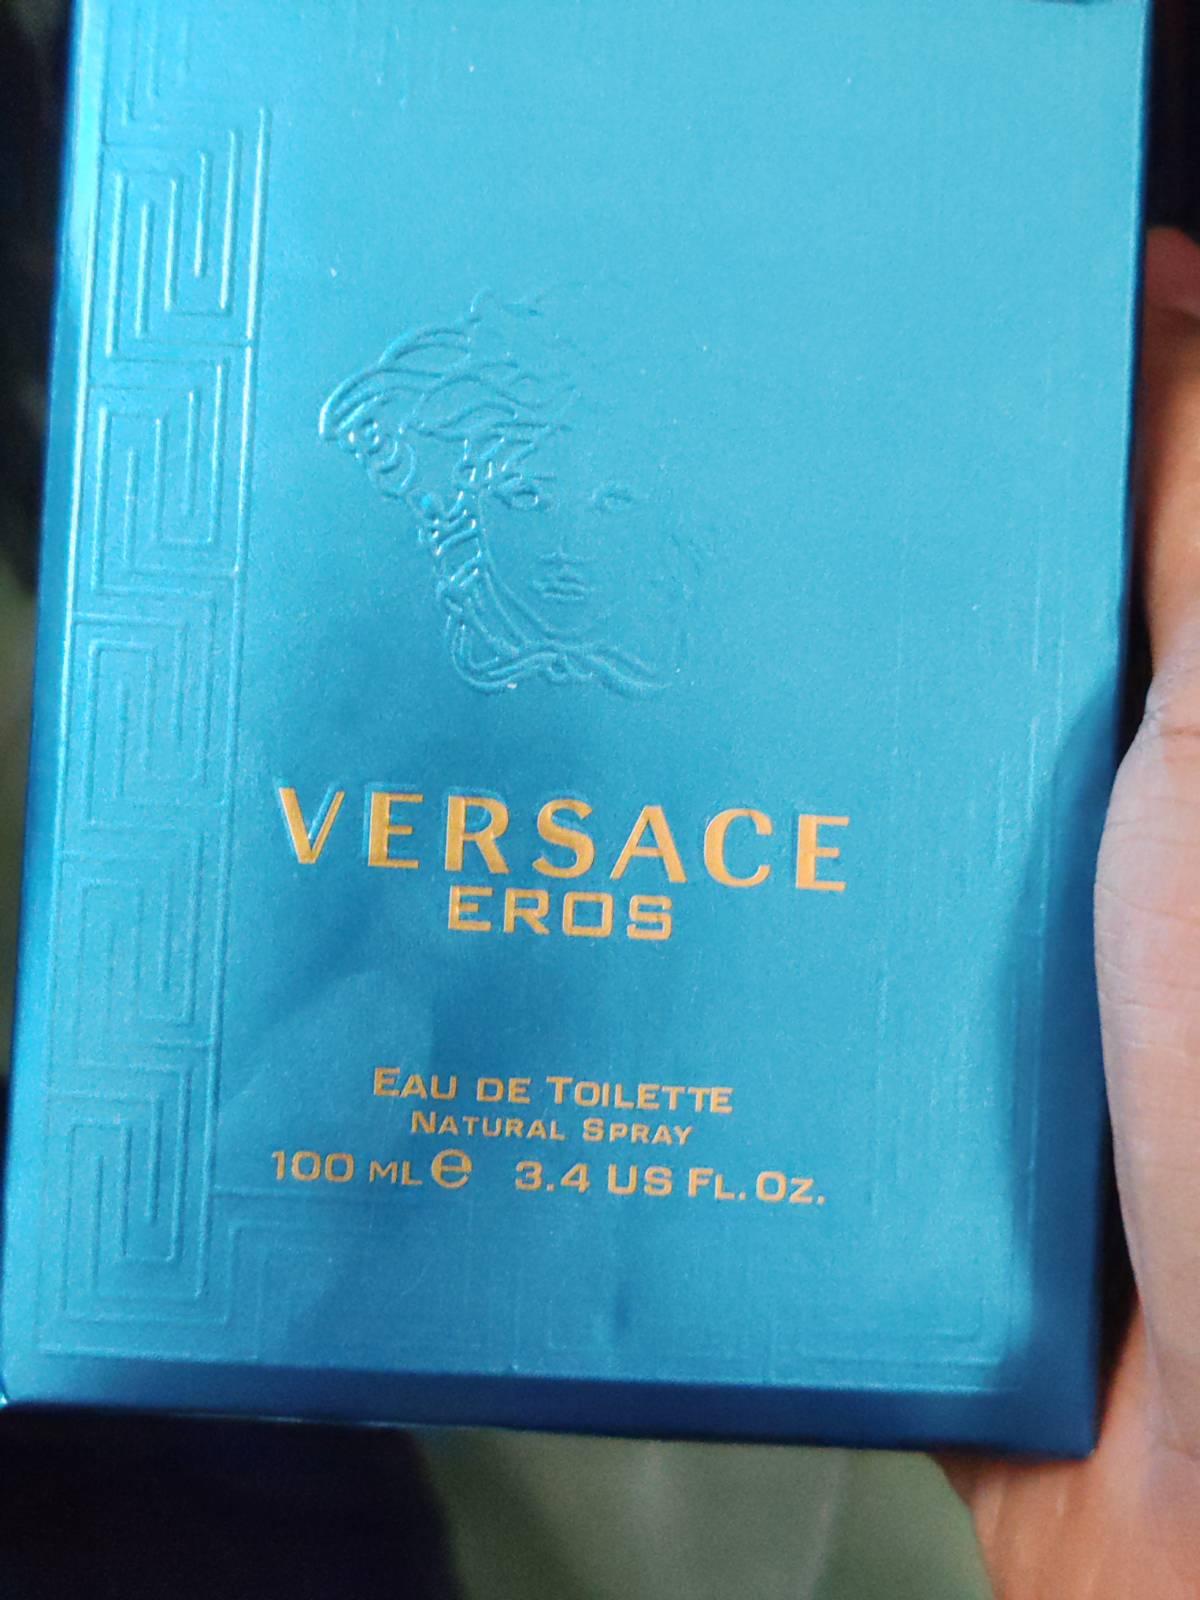 VERSACE
EROS
EAU DE TOILETTE
NATURAL SPRAY
100 ML ℮ 3.4 US FL. OZ.